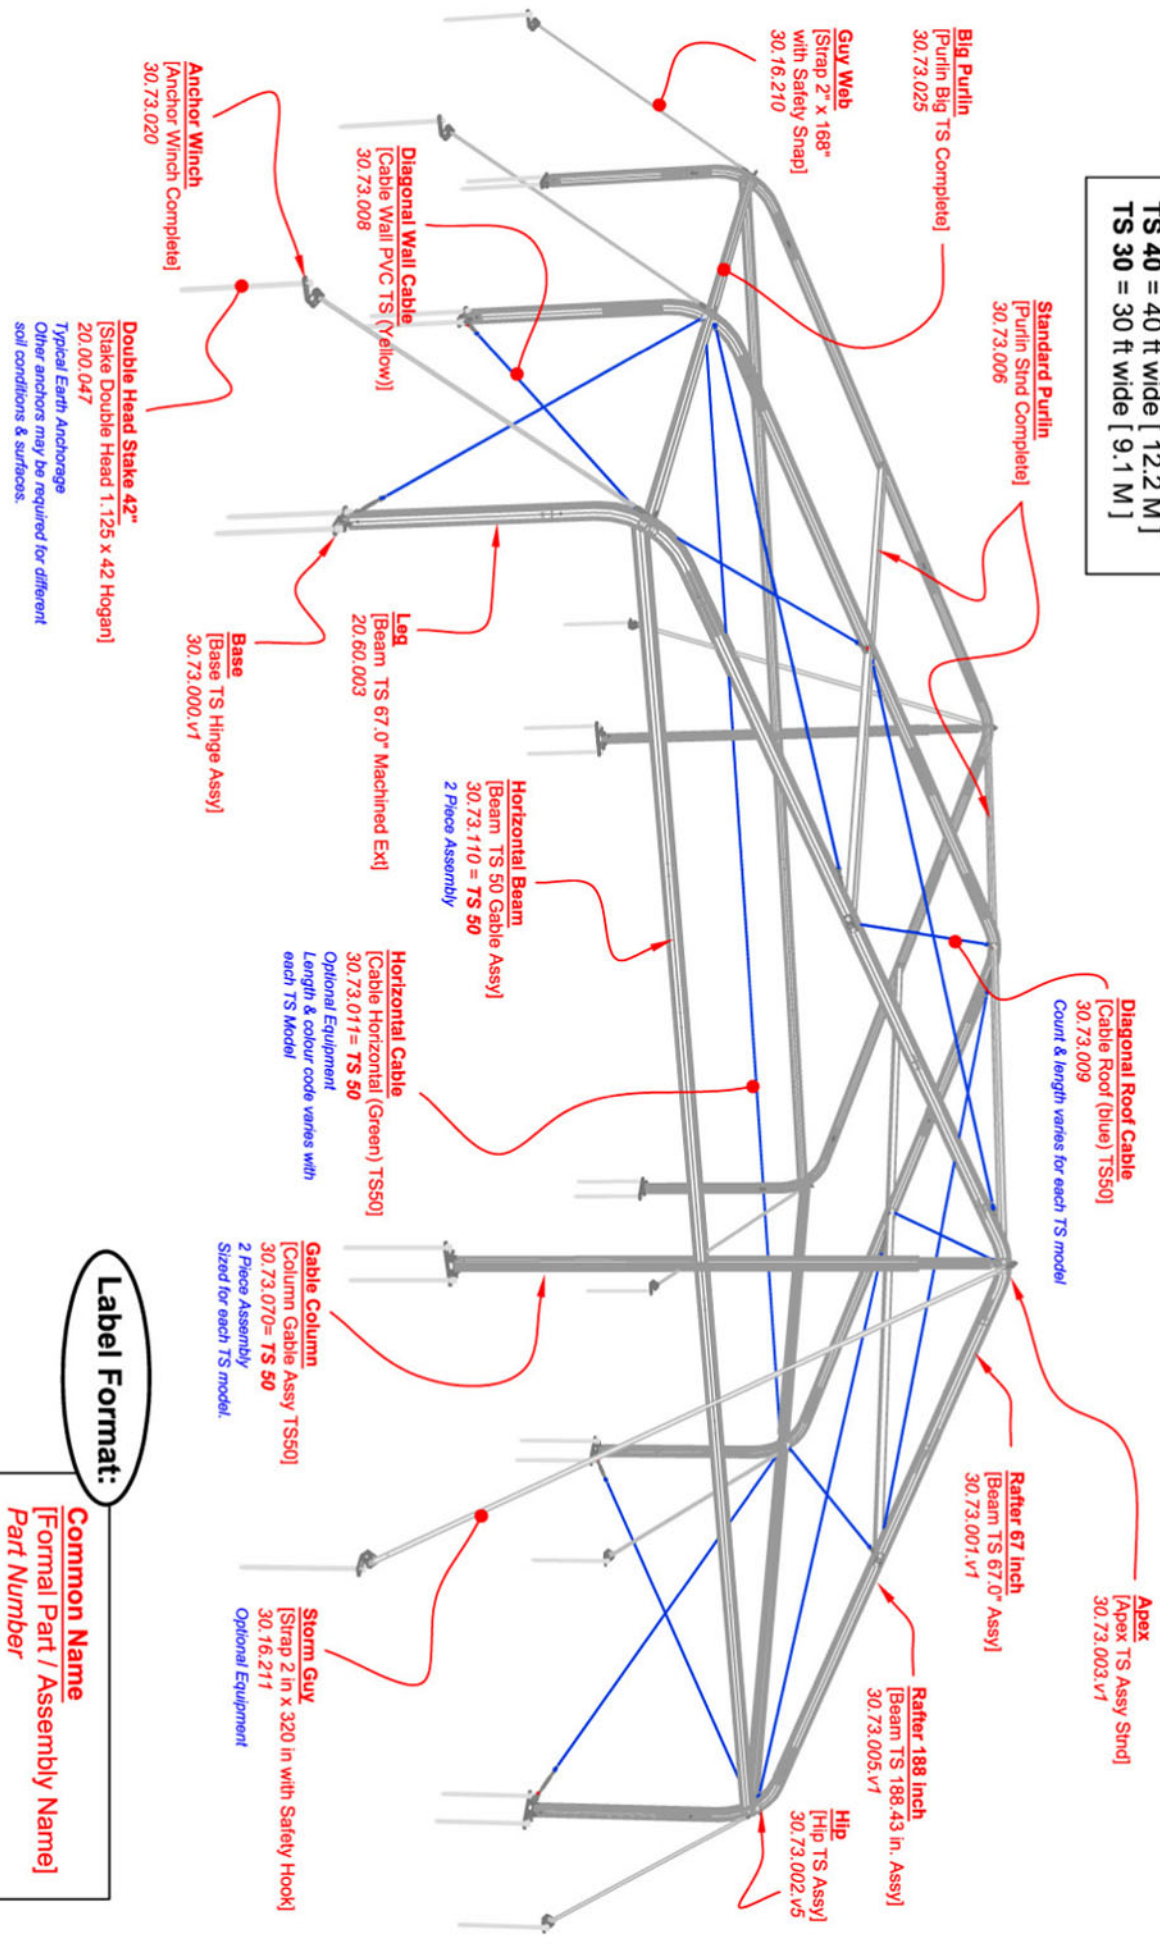 TS 40 = 40 ft wide [ 12.2 M ]
TS 30 = 30 ft wide [ 9.1 M ]
Big Purlin
[Purlin Big TS Complete]
30.73.025
Guy Web
[Strap 2" x 168"
with Safety Snap]
30.16.210
Standard Purlin
[Purlin Stnd Complete]
30.73.006
Diagonal Roof Cable
[Cable Roof (blue) TS50]
30.73.009
Count & length varies for each TS model
Apex
[Apex TS Assy Stnd]
30.73.003.v1
Rafter 67 inch
[Beam TS 67.0" Assy]
30.73.001.v1
Rafter 188 inch
[Beam TS 188.43 in. Assy]
30.73.005.v1
Hip
[Hip TS Assy]
30.73.002.v5
Diagonal Wall Cable
[Cable Wall PVC TS (Yellow)]
30.73.008
Anchor Winch
[Anchor Winch Complete]
30.73.020
Double Head Stake 42"
[Stake Double Head 1.125 x 42 Hogan]
20.00.047
Typical Earth Anchorage
Other anchors may be required for different
soil conditions & surfaces.
Base
[Base TS Hinge Assy]
30.73.000.v1
Leg
[Beam TS 67.0" Machined Ext]
20.60.003
Horizontal Beam
[Beam TS 50 Gable Assy]
30.73.110 = TS 50
2 Piece Assembly
Horizontal Cable
[Cable Horizontal (Green) TS50]
30.73.011= TS 50
Optional Equipment
Length & colour code varies with
each TS Model
Gable Column
[Column Gable Assy TS50]
30.73.070= TS 50
2 Piece Assembly
Sized for each TS model.
Storm Guy
[Strap 2 in x 320 in with Safety Hook]
30.16.211
Optional Equipment
Label Format:
Common Name
[Formal Part / Assembly Name]
Part Number